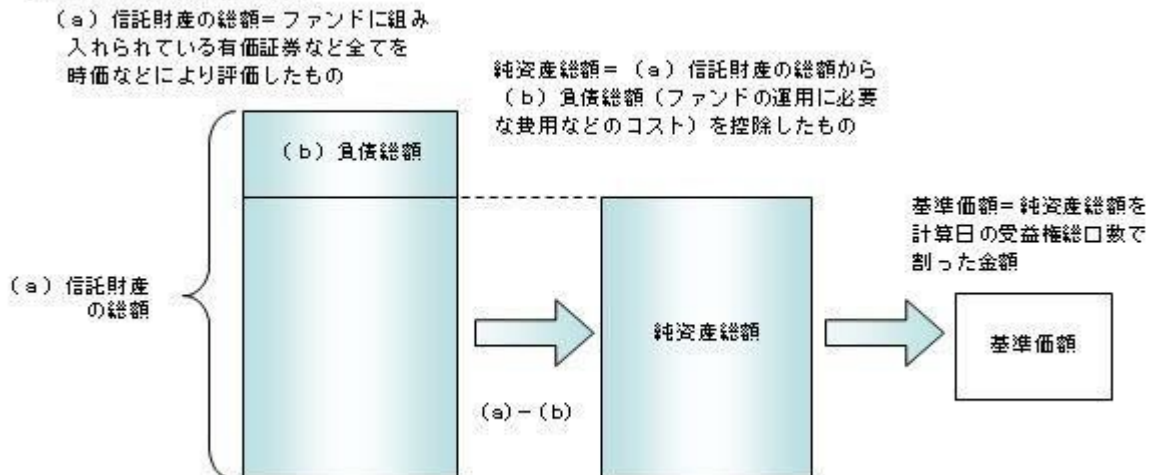 (a) 信託財産の総額=ファンドに組み
入れられている有価証券など全てを
時価などにより評価したもの
純資産総額= (a) 信託財産の総額から
(b) 負債総額(ファンドの運用に必要
な費用などのコスト)を控除したもの
(b) 負債総額
基準価額=純資産総額を
計算日の受益権総口数で
割った金額
(a) 信託財産
の総額
純資産総額
基準価額
(a)-(b)